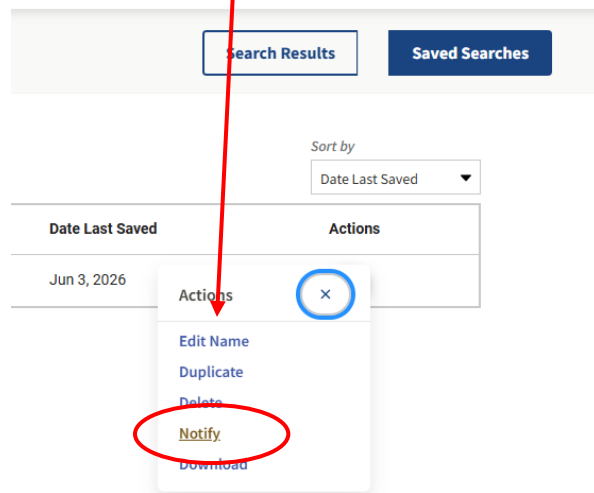 Search Results Saved Searches
Sort by
Date Last Saved
Date Last Saved Actions
Jun 3, 2026
Actions
Edit Name
Duplicate
Delete
Notify
Download